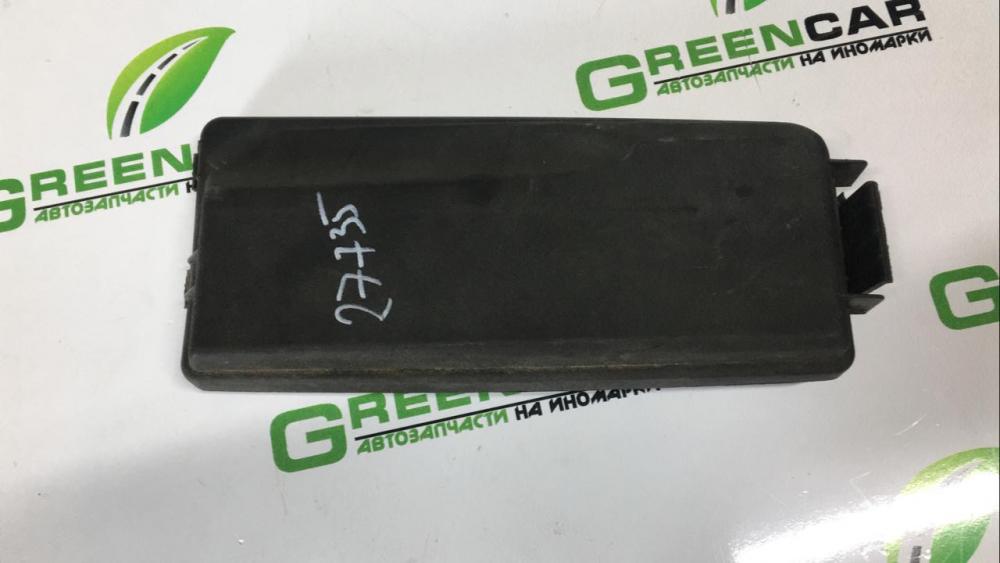 GREENCAR
АВТОЗАПЧАСТИ НА ИНОМАРКИ
GREEN
АВТОЗАПЧАСТИ Н
27735
G
GREEN
АВТОЗАПЧАСТИ НА ИНОМАРКИ